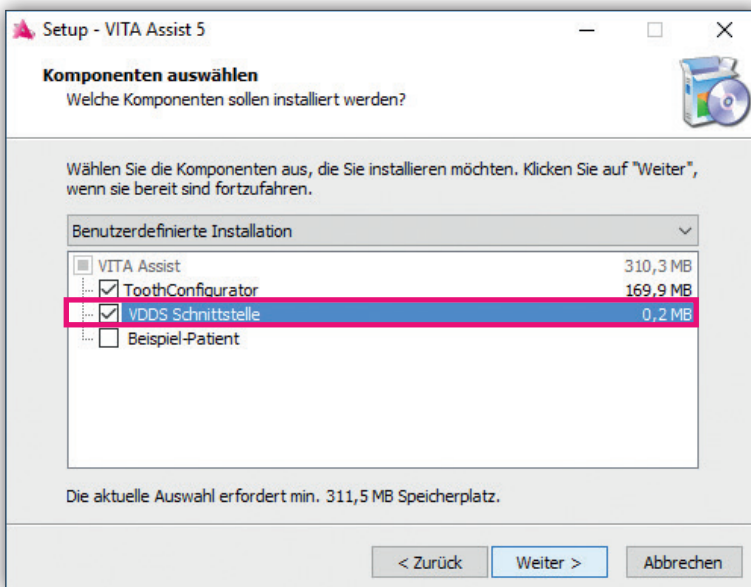 Setup - VITA Assist 5
Komponenten auswählen
Welche Komponenten sollen installiert werden?
Wählen Sie die Komponenten aus, die Sie installieren möchten. Klicken Sie auf "Weiter",
wenn sie bereit sind fortzufahren.
Benutzerdefinierte Installation
VITA Assist 310,3 MB
ToothConfigurator 169,9 MB
VDDS Schnittstelle 0,2 MB
Beispiel-Patient
Die aktuelle Auswahl erfordert min. 311,5 MB Speicherplatz.
< Zurück Weiter > Abbrechen